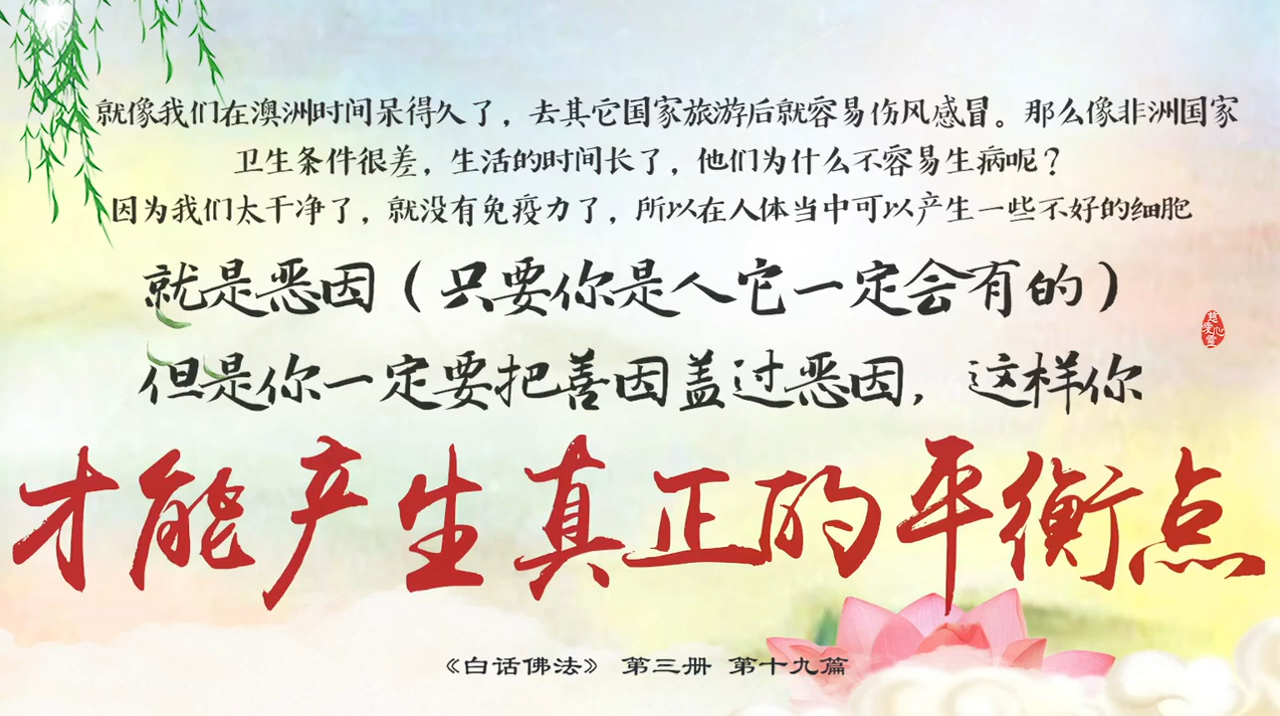 就像我们在澳洲时间呆得久了，去其它国家旅游后就容易伤风感冒。那么像非洲国家
卫生条件很差，生活的时间长了，他们为什么不容易生病呢？
因为我们太干净了，就没有免疫力了，所以在人体当中可以产生一些不好的细胞
就是恶因（只要你是人它一定会有的）
但是你一定要把善因盖过恶因，这样你
才能产生真正的平衡点
《白话佛法》 第三册 第十九篇